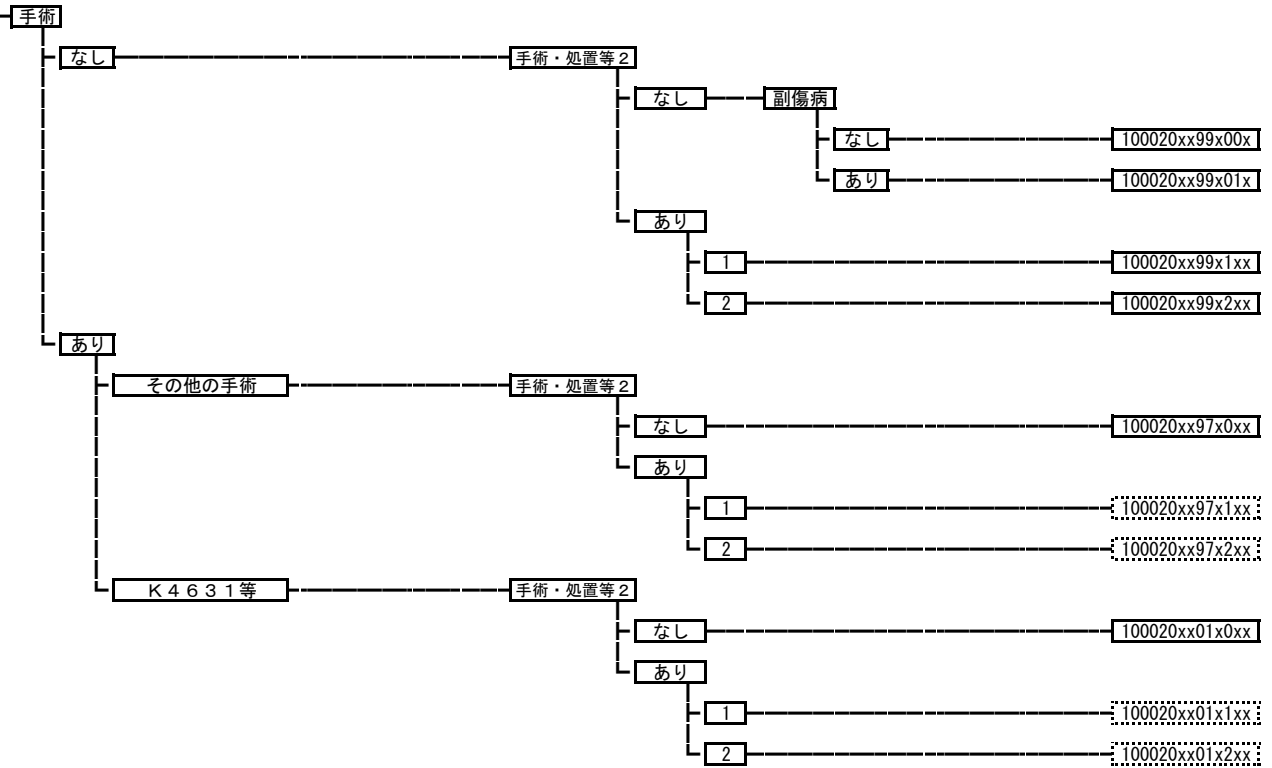 手術
なし 手術・処置等２
なし 副傷病
なし 100020xx99x00x
あり 100020xx99x01x
あり
1 100020xx99x1xx
2 100020xx99x2xx
あり
その他の手術 手術・処置等２
なし 100020xx97x0xx
あり
1 100020xx97x1xx
2 100020xx97x2xx
Ｋ４６３１等 手術・処置等２
なし 100020xx01x0xx
あり
1 100020xx01x1xx
2 100020xx01x2xx